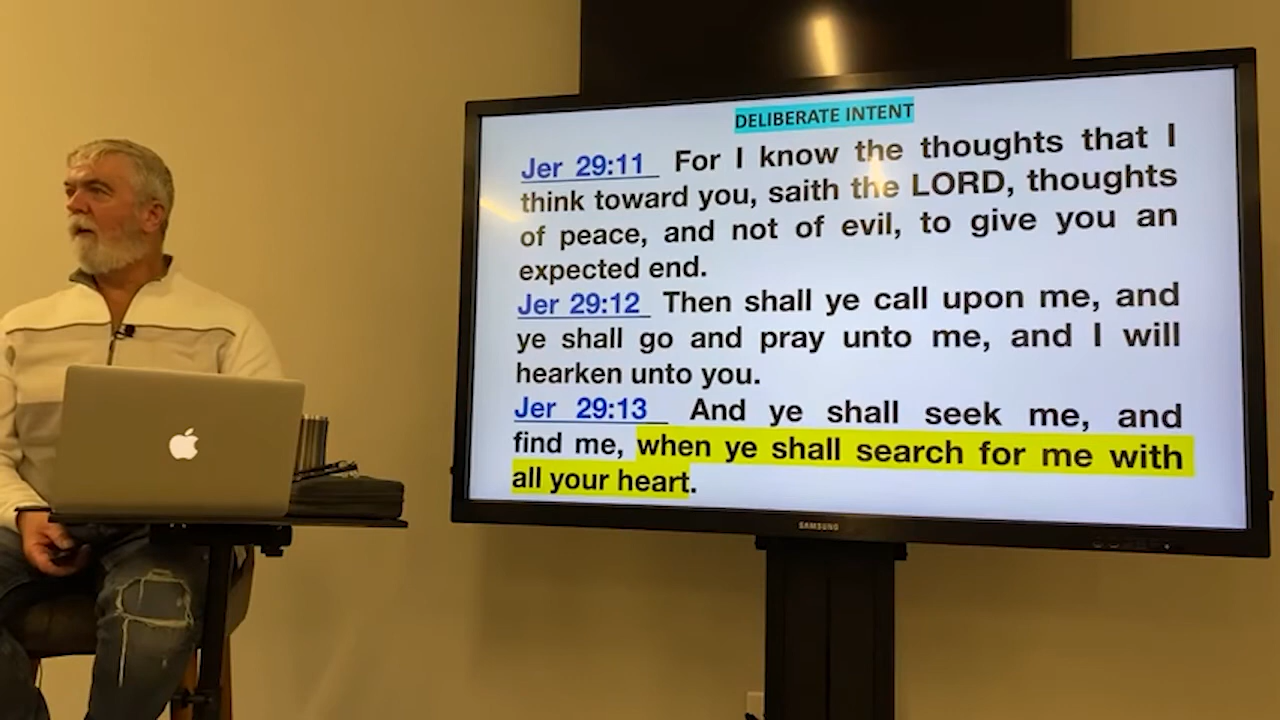 DELIBERATE INTENT
Jer 29:11 For I know the thoughts that I
think toward you, saith the LORD, thoughts
of peace, and not of evil, to give you an
expected end.
Jer 29:12 Then shall ye call upon me, and
ye shall go and pray unto me, and I will
hearken unto you.
Jer 29:13 And ye shall seek me, and
find me, when ye shall search for me with
all your heart.
SAMSUNG